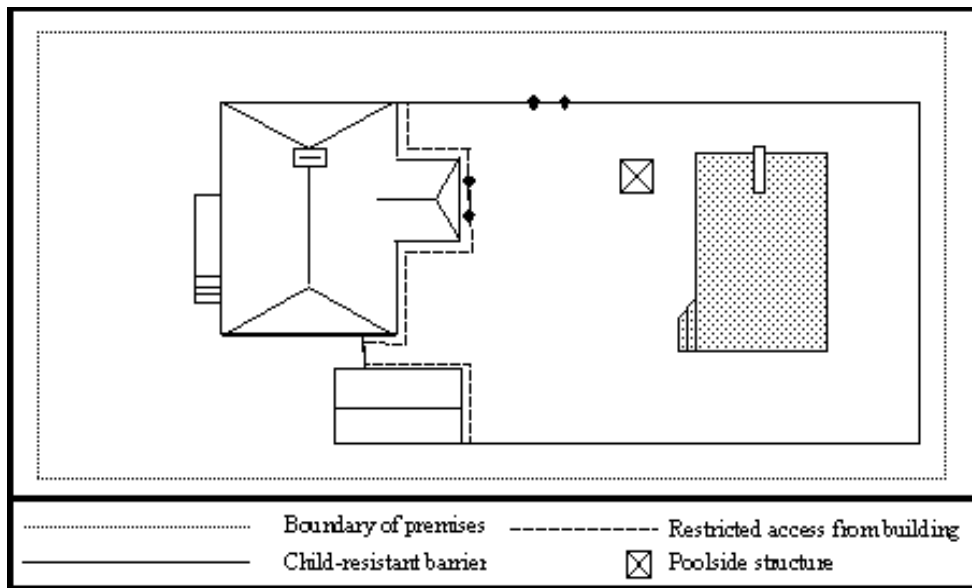 Boundary of premises
Restricted access from building
Child-resistant barrier
Poolside structure